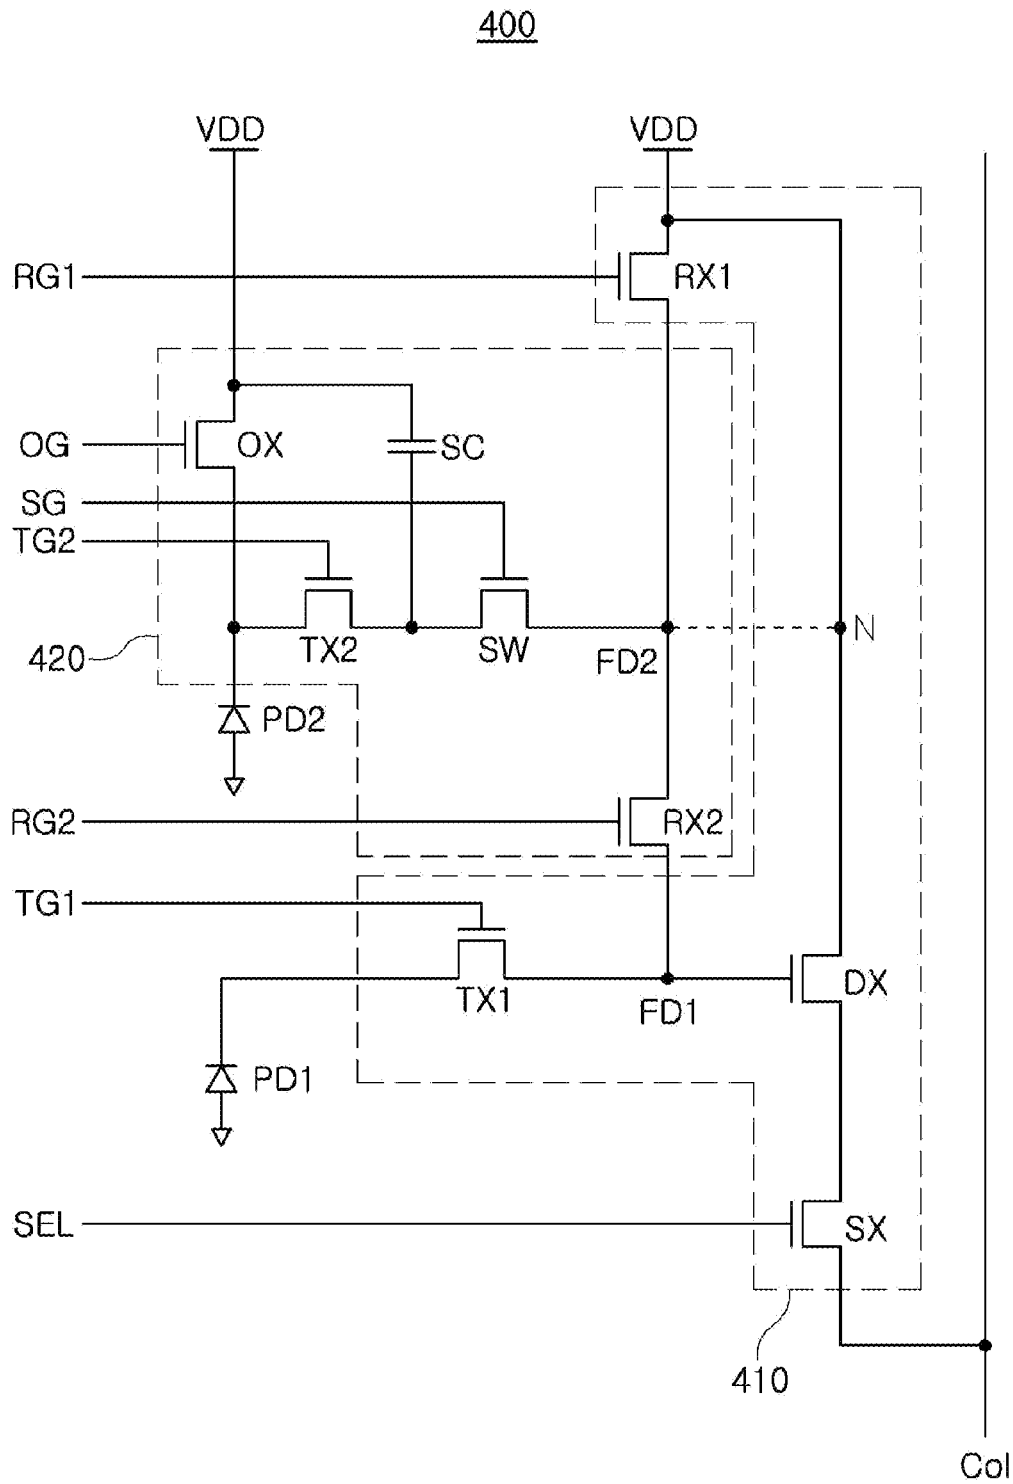 400
VDD VDD
RG1 RX1
OG OX SC
SG
TG2
TX2 SW FD2 N
420
PD2
RG2 RX2
TG1
TX1 FD1 DX
PD1
SEL SX
410
Col